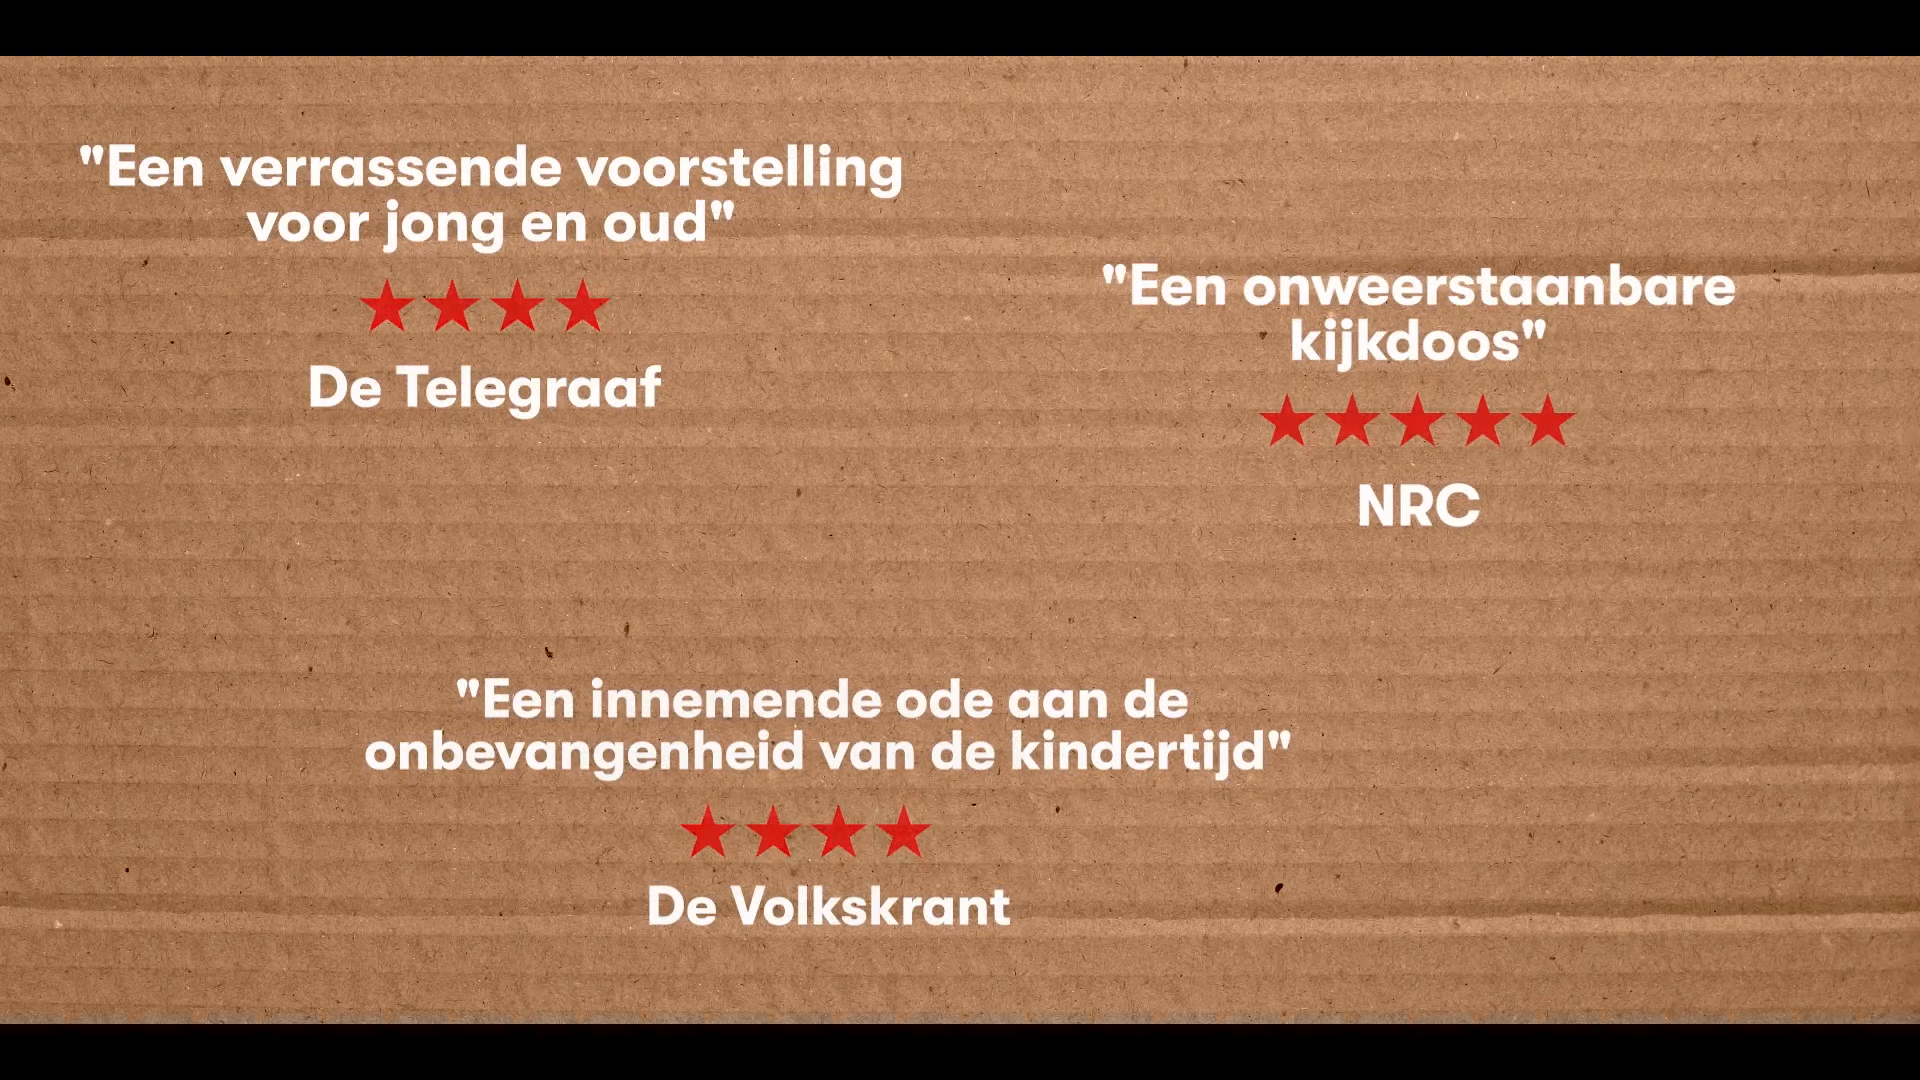 "Een verrassende voorstelling
voor jong en oud"
★★★★
De Telegraaf
"Een onweerstaanbare
kijkdoos"
★★★★★
NRC
"Een innemende ode aan de
onbevangenheid van de kindertijd"
★★★★
De Volkskrant